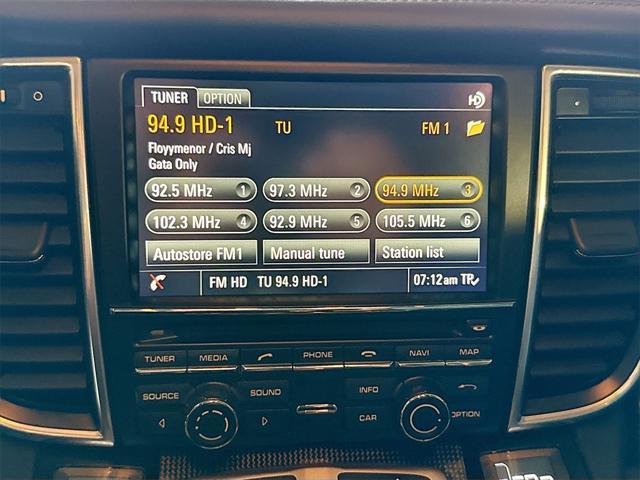 TUNER OPTION HD
94.9 HD-1 TU FM 1
Floyymenor / Cris Mj
Gata Only
92.5 MHz 1 97.3 MHz 2 94.9 MHz 3
102.3 MHz 4 92.9 MHz 5 105.5 MHz 6
Autostore FM1 Manual tune Station list
FM HD TU 94.9 HD-1 07:12am TP
TUNER MEDIA PHONE NAVI MAP
SOURCE SOUND INFO
CAR OPTION